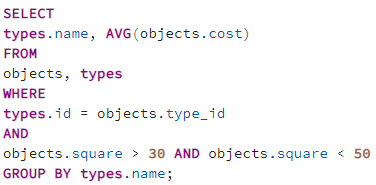 SELECT
types.name, AVG(objects.cost)
FROM
objects, types
WHERE
types.id = objects.type_id
AND
objects.square > 30 AND objects.square < 50
GROUP BY types.name;